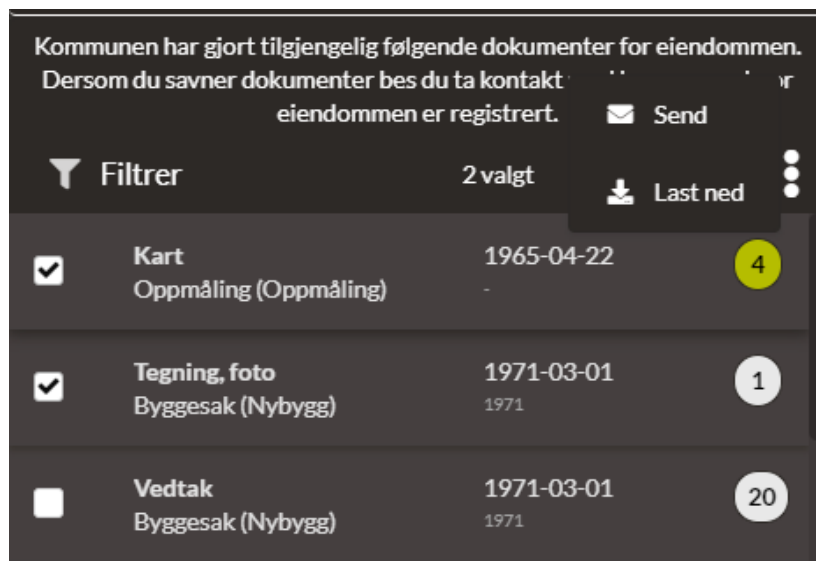 Kommunen har gjort tilgjengelig følgende dokumenter for eiendommen.
Dersom du savner dokumenter bes du ta kontakt
eiendommen er registrert.
Send
Filtrer 2 valgt
Last ned
Kart 1965-04-22 4
Oppmåling (Oppmåling) -
Tegning, foto 1971-03-01 1
Byggesak (Nybygg) 1971
Vedtak 1971-03-01 20
Byggesak (Nybygg) 1971